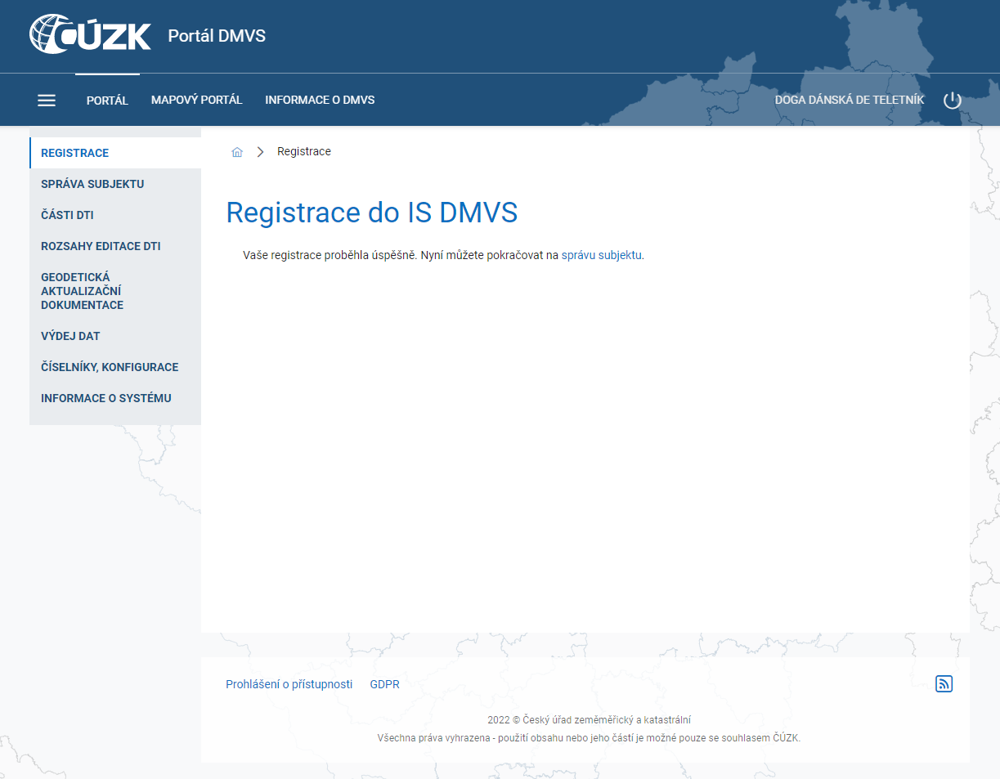 ČÚZK Portál DMVS
PORTÁL MAPOVÝ PORTÁL INFORMACE O DMVS DOGA DÁNSKÁ DE TELETNÍK
REGISTRACE
SPRÁVA SUBJEKTU
ČÁSTI DTI
ROZSAHY EDITACE DTI
GEODETICKÁ
AKTUALIZAČNÍ
DOKUMENTACE
VÝDEJ DAT
ČÍSELNÍKY, KONFIGURACE
INFORMACE O SYSTÉMU
Registrace
Registrace do IS DMVS
Vaše registrace proběhla úspěšně. Nyní můžete pokračovat na správu subjektu.
Prohlášení o přístupnosti GDPR
2022 © Český úřad zeměměřický a katastrální
Všechna práva vyhrazena - použití obsahu nebo jeho částí je možné pouze se souhlasem ČÚZK.